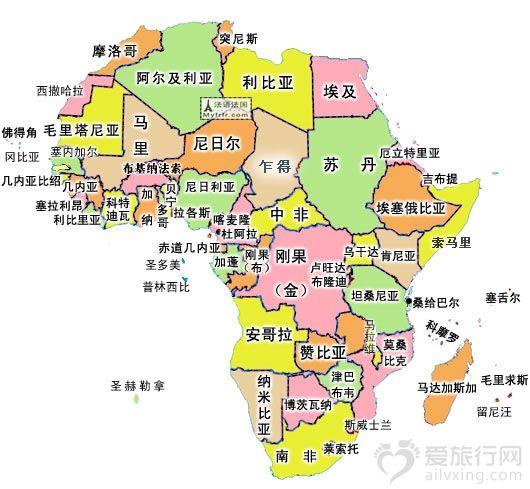 突尼斯
摩洛哥
阿尔及利亚
利比亚
埃及
西撒哈拉
法语法国
Myfrfr.com
毛里塔尼亚
马里
尼日尔
乍得
苏丹
厄立特里亚
佛得角
冈比亚
塞内加尔
布基纳法索
吉布提
几内亚比绍
几内亚
加纳
多哥
贝宁
尼日利亚
埃塞俄比亚
塞拉利昂
利比里亚
科特迪瓦
拉各斯
喀麦隆
杜阿拉
中非
索马里
赤道几内亚
圣多美
普林西比
加蓬
刚果（布）
刚果（金）
乌干达
肯尼亚
卢旺达
布隆迪
坦桑尼亚
桑给巴尔
塞舌尔
科摩罗
安哥拉
赞比亚
马拉维
莫桑比克
圣赫勒拿
纳米比亚
津巴布韦
博茨瓦纳
马达加斯加
毛里求斯
留尼汪
斯威士兰
南非
莱索托
爱旅行网
ailvxing.com